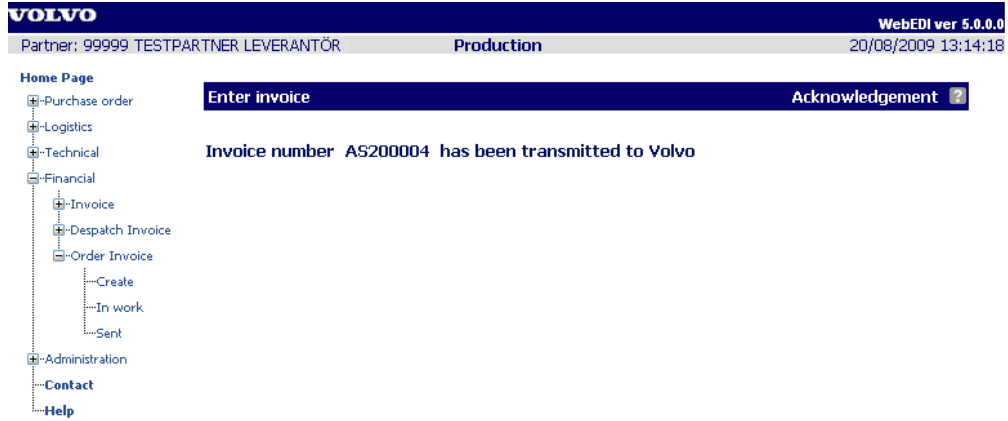 VOLVO
WebEDI ver 5.0.0.0
Partner: 99999 TESTPARTNER LEVERANTÖR Production 20/08/2009 13:14:18
Home Page
Purchase order
Logistics
Technical
Financial
Invoice
Despatch Invoice
Order Invoice
Create
In work
Sent
Administration
Contact
Help
Enter invoice Acknowledgement ?
Invoice number AS200004 has been transmitted to Volvo